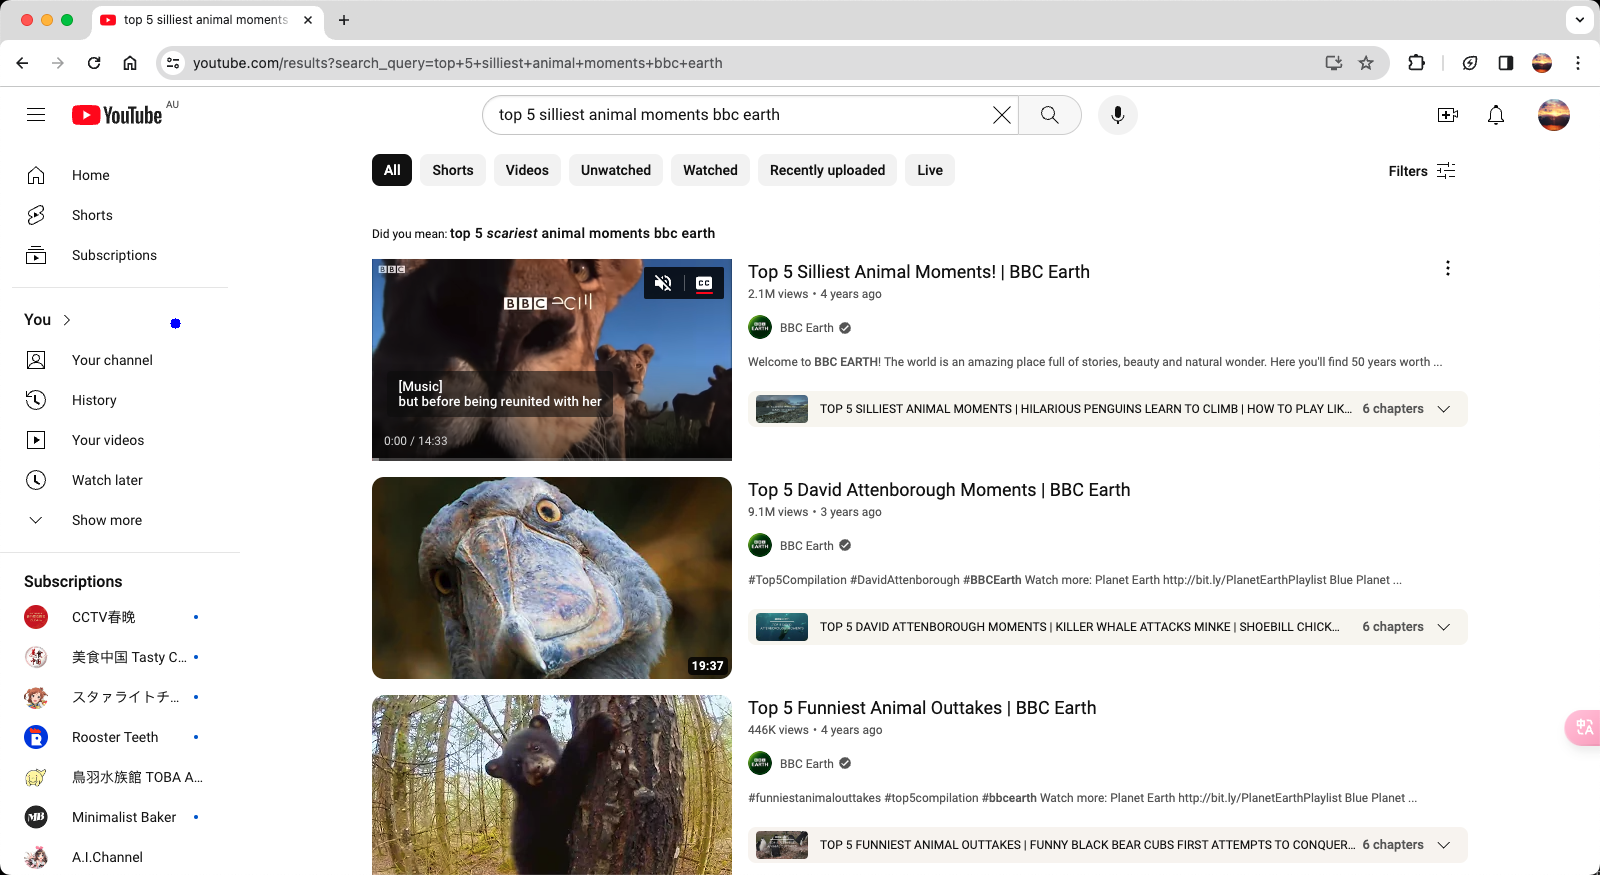 top 5 silliest animal moments
youtube.com/results?search_query=top+5+silliest+animal+moments+bbc+earth
YouTube AU
top 5 silliest animal moments bbc earth
Home
Shorts
Subscriptions
You
Your channel
History
Your videos
Watch later
Show more
Subscriptions
CCTV春晚
美食中国 Tasty C...
スタァライトチ...
Rooster Teeth
鳥羽水族館 TOBA A...
MB
Minimalist Baker
A.I.Channel
All
Shorts
Videos
Unwatched
Watched
Recently uploaded
Live
Filters
Did you mean: top 5 scariest animal moments bbc earth
BBC
CC
BBC
[Music]
but before being reunited with her
0:00 / 14:33
Top 5 Silliest Animal Moments! | BBC Earth
2.1M views • 4 years ago
BBC EARTH
BBC Earth
Welcome to BBC EARTH! The world is an amazing place full of stories, beauty and natural wonder. Here you'll find 50 years worth ...
TOP 5 SILLIEST ANIMAL MOMENTS | HILARIOUS PENGUINS LEARN TO CLIMB | HOW TO PLAY LIK...
6 chapters
19:37
Top 5 David Attenborough Moments | BBC Earth
9.1M views • 3 years ago
BBC EARTH
BBC Earth
#Top5Compilation #DavidAttenborough #BBCEarth Watch more: Planet Earth http://bit.ly/PlanetEarthPlaylist Blue Planet ...
TOP 5 DAVID ATTENBOROUGH MOMENTS | KILLER WHALE ATTACKS MINKE | SHOEBILL CHICK...
6 chapters
Top 5 Funniest Animal Outtakes | BBC Earth
446K views • 4 years ago
BBC EARTH
BBC Earth
#funniestanimalouttakes #top5compilation #bbcearth Watch more: Planet Earth http://bit.ly/PlanetEarthPlaylist Blue Planet ...
TOP 5 FUNNIEST ANIMAL OUTTAKES | FUNNY BLACK BEAR CUBS FIRST ATTEMPTS TO CONQUER...
6 chapters
中A